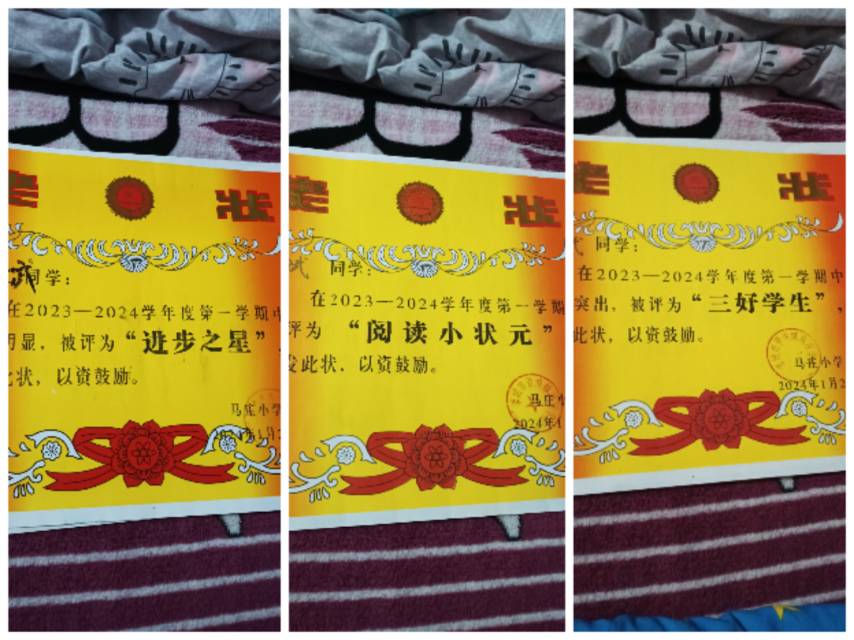 状
武同学：
在2023—2024学年度第一学期中
明显，被评为“进步之星”，
此状，以资鼓励。
马庄小学
状
同学：
在2023—2024学年度第一学期
评为“阅读小状元”
发此状，以资鼓励。
马庄小
2024年1
状
同学：
在2023—2024学年度第一学期中
突出，被评为“三好学生”，
此状，以资鼓励。
马庄小学
2024年1月2